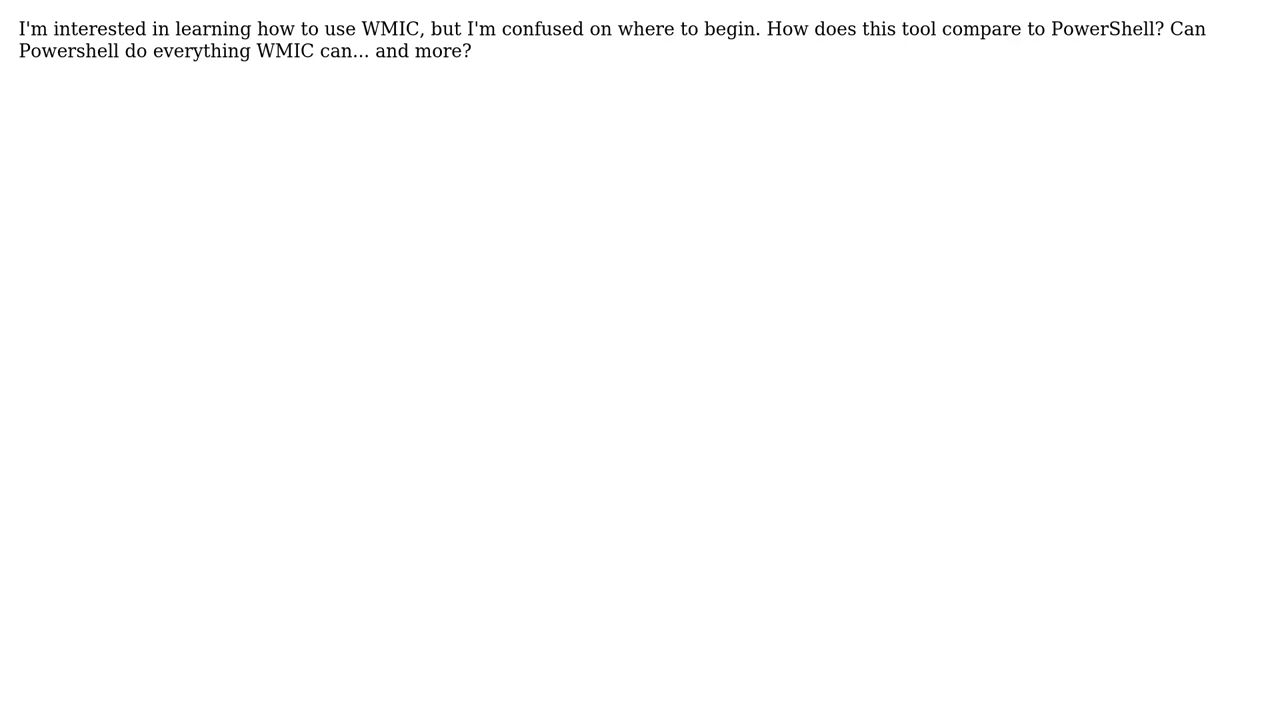 I'm interested in learning how to use WMIC, but I'm confused on where to begin. How does this tool compare to PowerShell? Can
Powershell do everything WMIC can... and more?